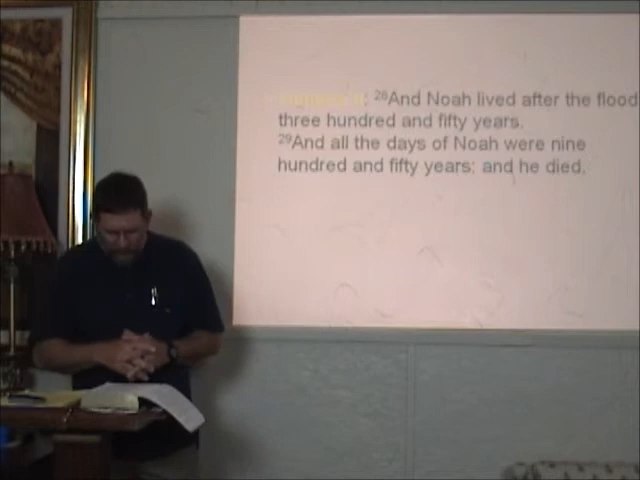 : 28And Noah lived after the flood
three hundred and fifty years.
29And all the days of Noah were nine
hundred and fifty years: and he died.